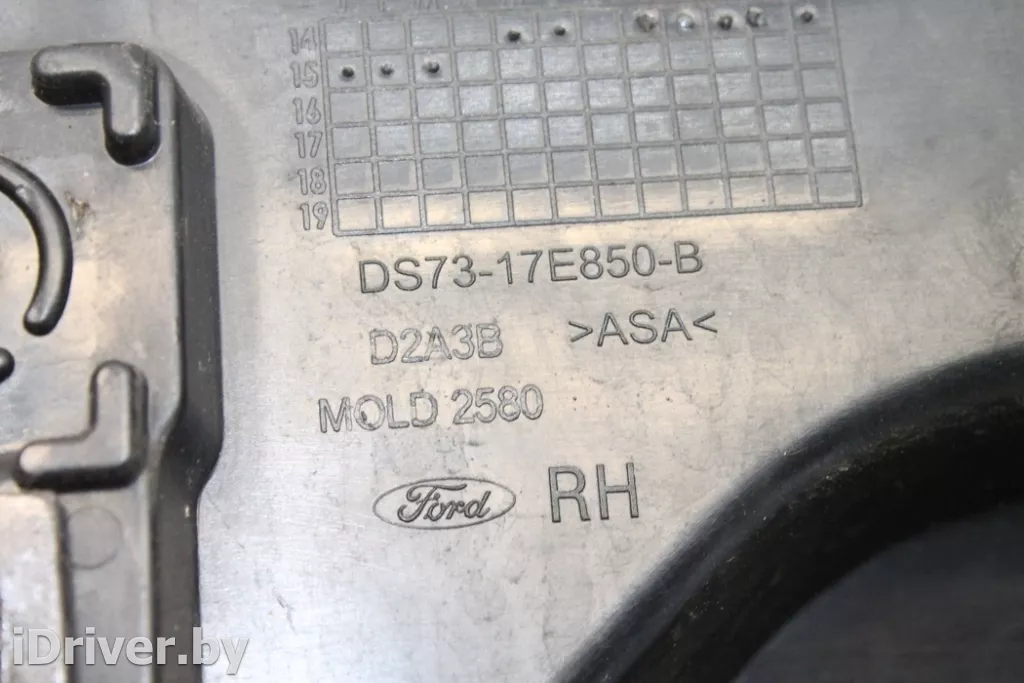 14
15
16
17
18
19
DS73-17E850-B
D2A3B >ASA<
MOLD 2580
Ford RH
iDriver.by